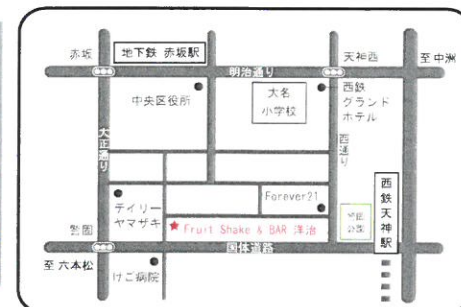 赤坂
地下鉄 赤坂駅
天神西
至中洲
明治通り
中央区役所
大名
小学校
西鉄
グランド
ホテル
大正通り
西通り
デイリー
ヤマザキ
Forever21
警固
公園
西鉄天神駅
★ Fruit Shake & BAR 洋治
警固
国体道路
至 六本松
けご病院